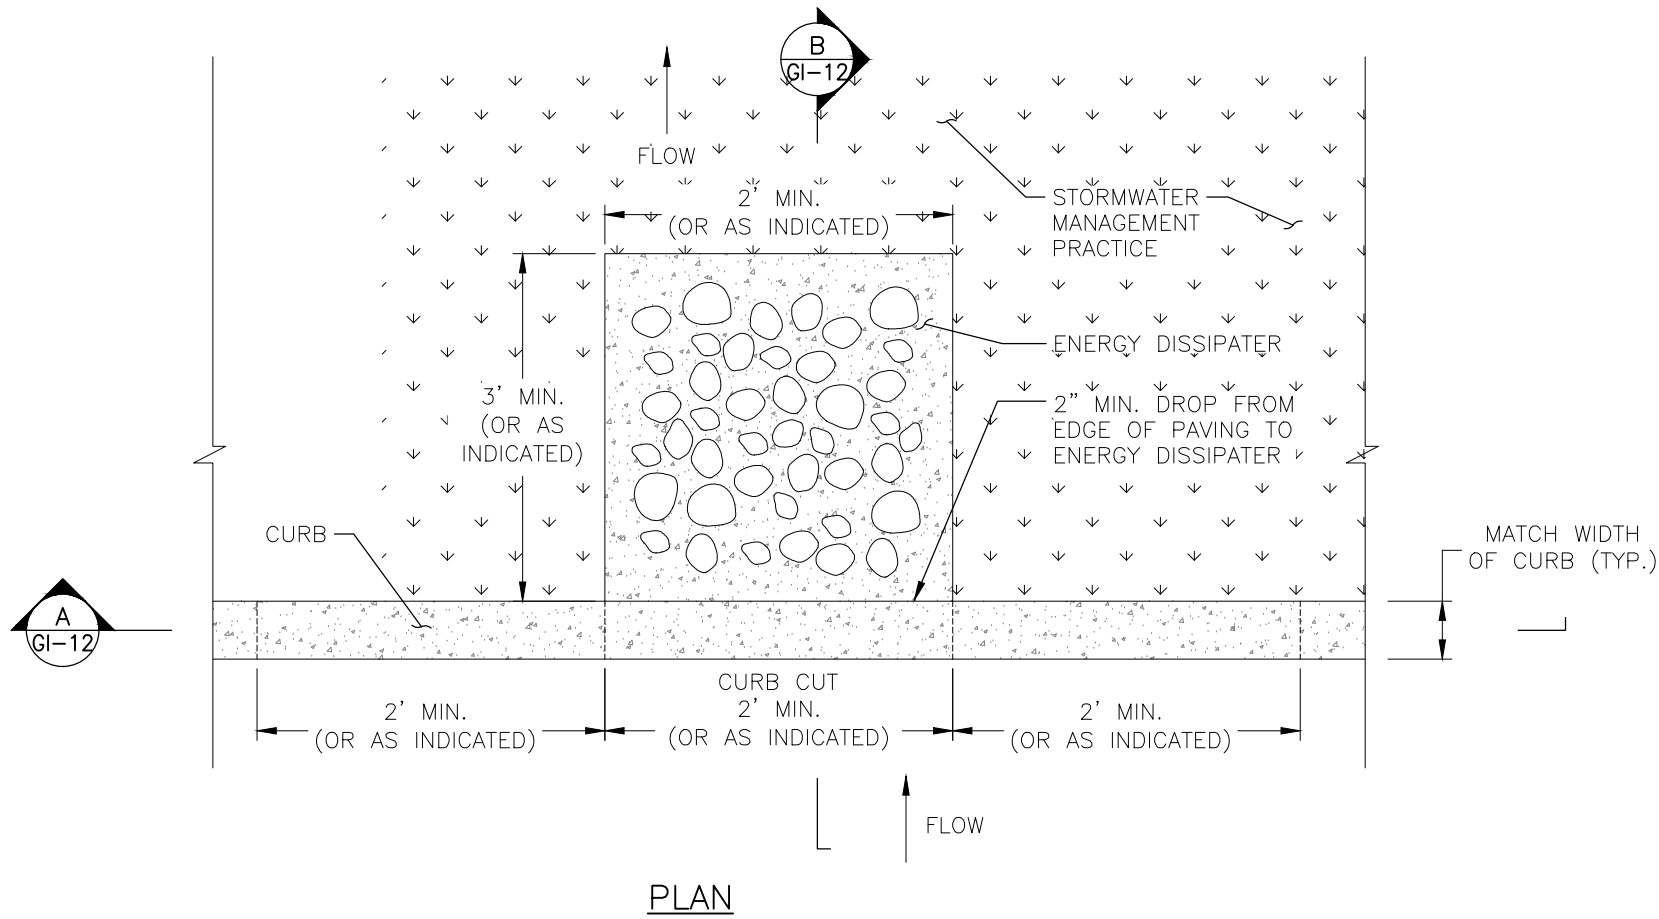 B
GI-12
FLOW
2' MIN.
(OR AS INDICATED)
STORMWATER
MANAGEMENT
PRACTICE
ENERGY DISSIPATER
3' MIN.
(OR AS
INDICATED)
2" MIN. DROP FROM
EDGE OF PAVING TO
ENERGY DISSIPATER
CURB
MATCH WIDTH
OF CURB (TYP.)
A
GI-12
CURB CUT
2' MIN.
(OR AS INDICATED)
2' MIN.
(OR AS INDICATED)
2' MIN.
(OR AS INDICATED)
FLOW
PLAN